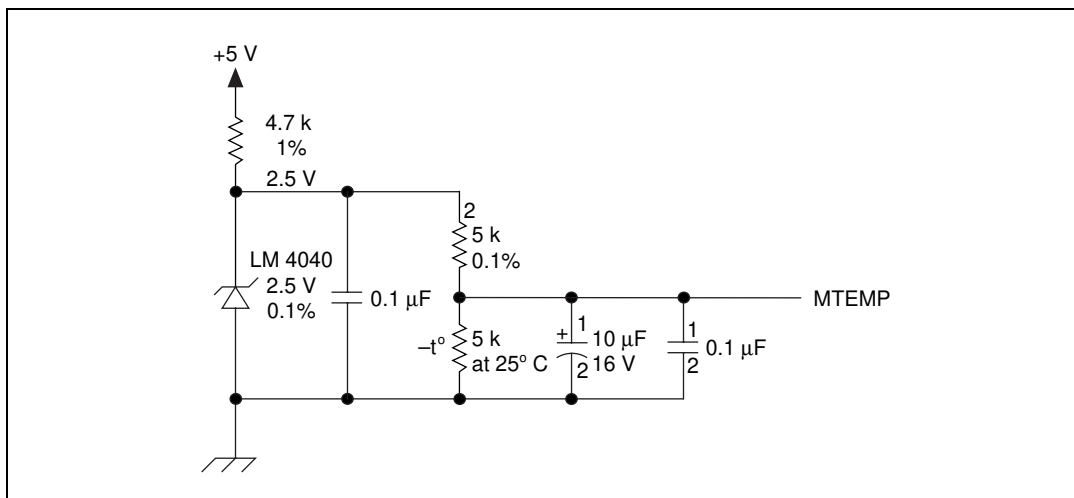 +5 V
4.7 k
1%
2.5 V
2
5 k
0.1%
LM 4040
2.5 V
0.1%
0.1 µF
MTEMP
–t°
5 k
at 25° C
+
1
10 µF
16 V
2
1
0.1 µF
2